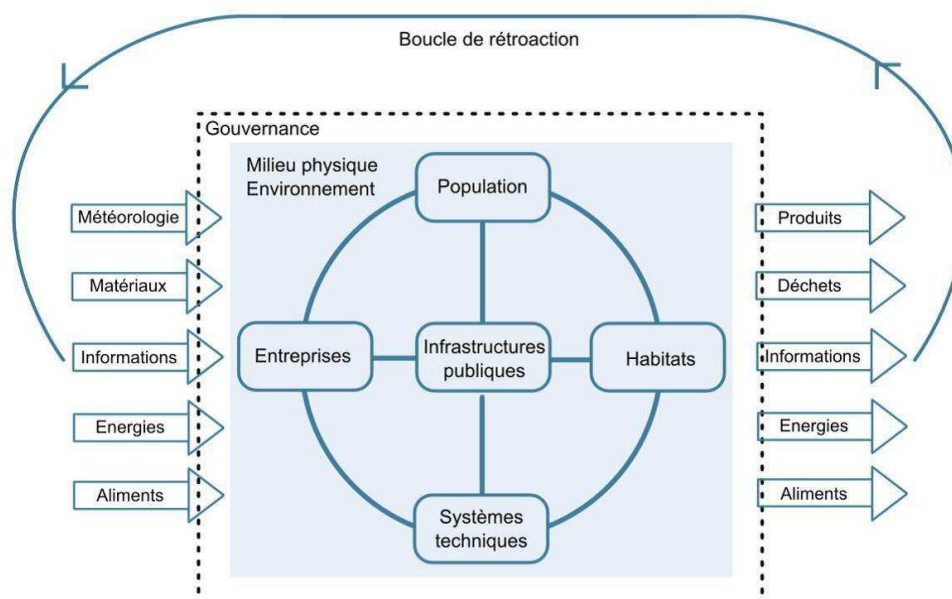 Boucle de rétroaction
Gouvernance
Milieu physique
Environnement
Population
Météorologie
Matériaux
Informations
Energies
Aliments
Entreprises
Infrastructures
publiques
Habitats
Systèmes
techniques
Produits
Déchets
Informations
Energies
Aliments